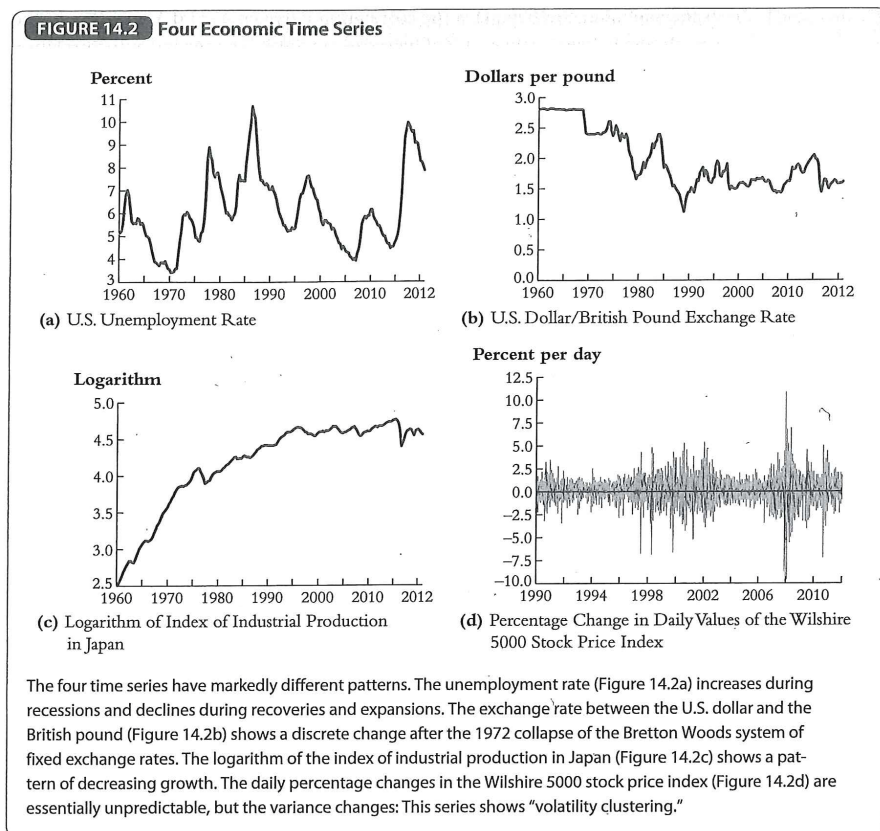 FIGURE 14.2 Four Economic Time Series
Percent
11
10
9
8
7
6
5
4
3
1960 1970 1980 1990 2000 2010 2012
(a) U.S. Unemployment Rate
Dollars per pound
3.0
2.5
2.0
1.5
1.0
0.5
0.0
1960 1970 1980 1990 2000 2010 2012
(b) U.S. Dollar/British Pound Exchange Rate
Logarithm
5.0
4.5
4.0
3.5
3.0
2.5
1960 1970 1980 1990 2000 2010 2012
(c) Logarithm of Index of Industrial Production
in Japan
Percent per day
12.5
10.0
7.5
5.0
2.5
0.0
−2.5
−5.0
−7.5
−10.0
1990 1994 1998 2002 2006 2010
(d) Percentage Change in Daily Values of the Wilshire
5000 Stock Price Index
The four time series have markedly different patterns. The unemployment rate (Figure 14.2a) increases during
recessions and declines during recoveries and expansions. The exchange rate between the U.S. dollar and the
British pound (Figure 14.2b) shows a discrete change after the 1972 collapse of the Bretton Woods system of
fixed exchange rates. The logarithm of the index of industrial production in Japan (Figure 14.2c) shows a pat-
tern of decreasing growth. The daily percentage changes in the Wilshire 5000 stock price index (Figure 14.2d) are
essentially unpredictable, but the variance changes: This series shows “volatility clustering.”